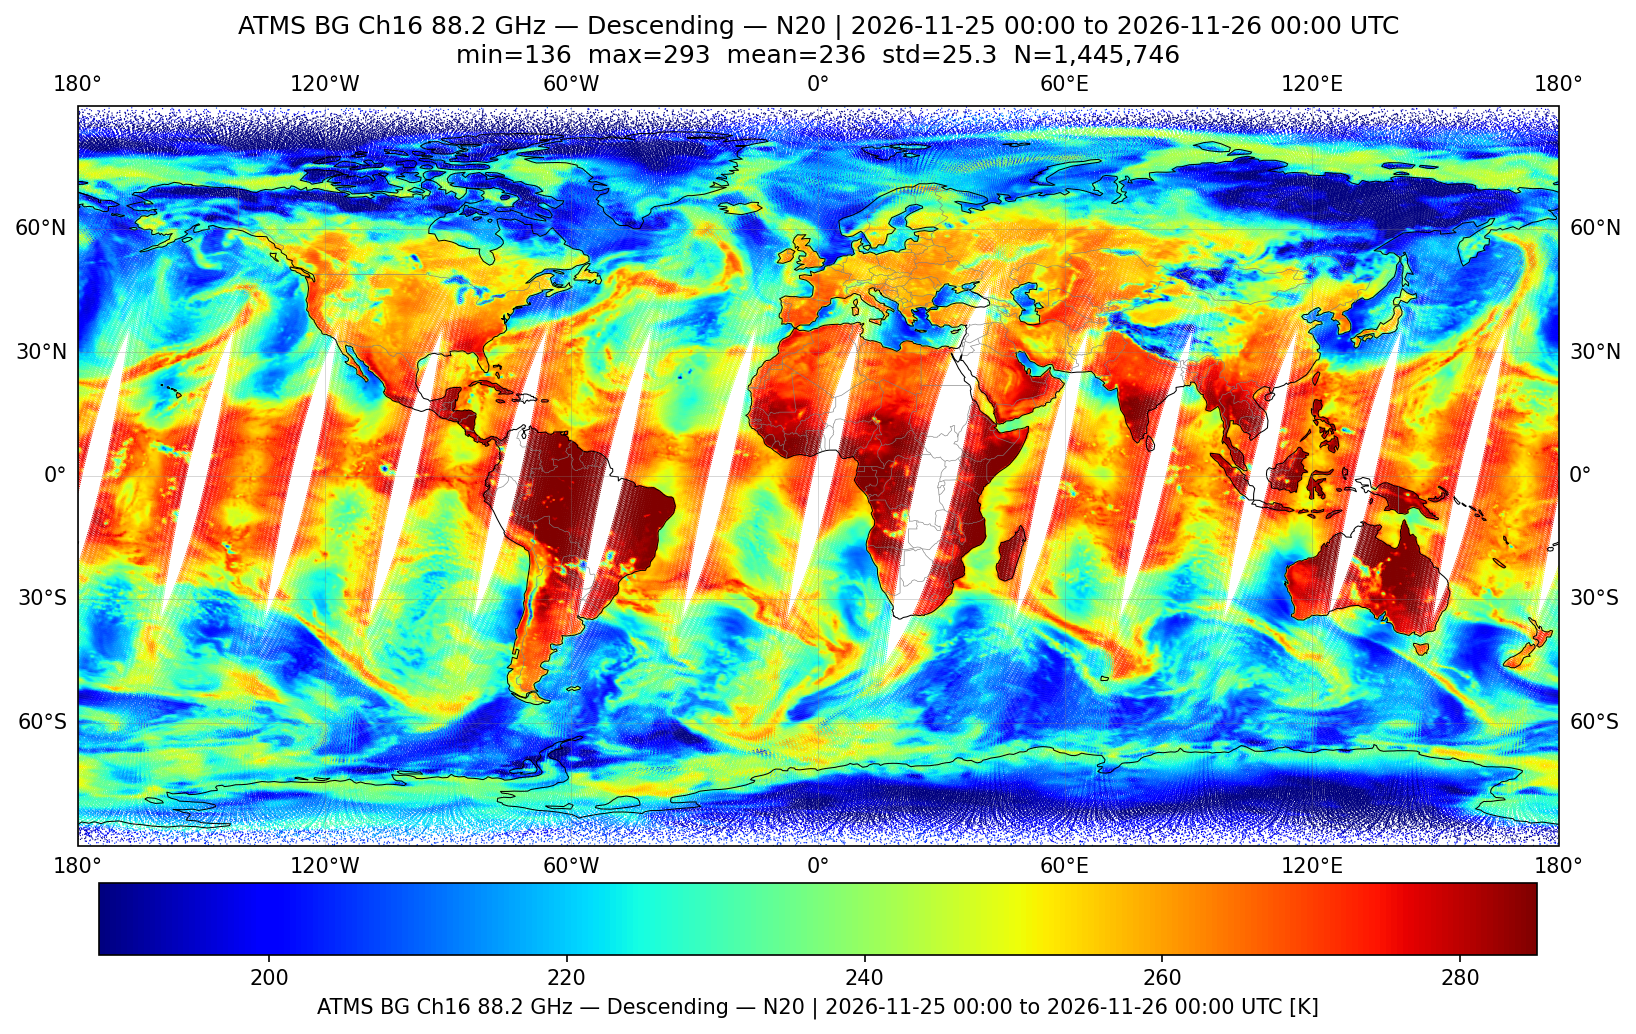 ATMS BG Ch16 88.2 GHz — Descending — N20 | 2026-11-25 00:00 to 2026-11-26 00:00 UTC
min=136  max=293  mean=236  std=25.3  N=1,445,746
180° 120°W 60°W 0° 60°E 120°E 180°
60°N 60°N
30°N 30°N
0° 0°
30°S 30°S
60°S 60°S
180° 120°W 60°W 0° 60°E 120°E 180°
200 220 240 260 280
ATMS BG Ch16 88.2 GHz — Descending — N20 | 2026-11-25 00:00 to 2026-11-26 00:00 UTC [K]